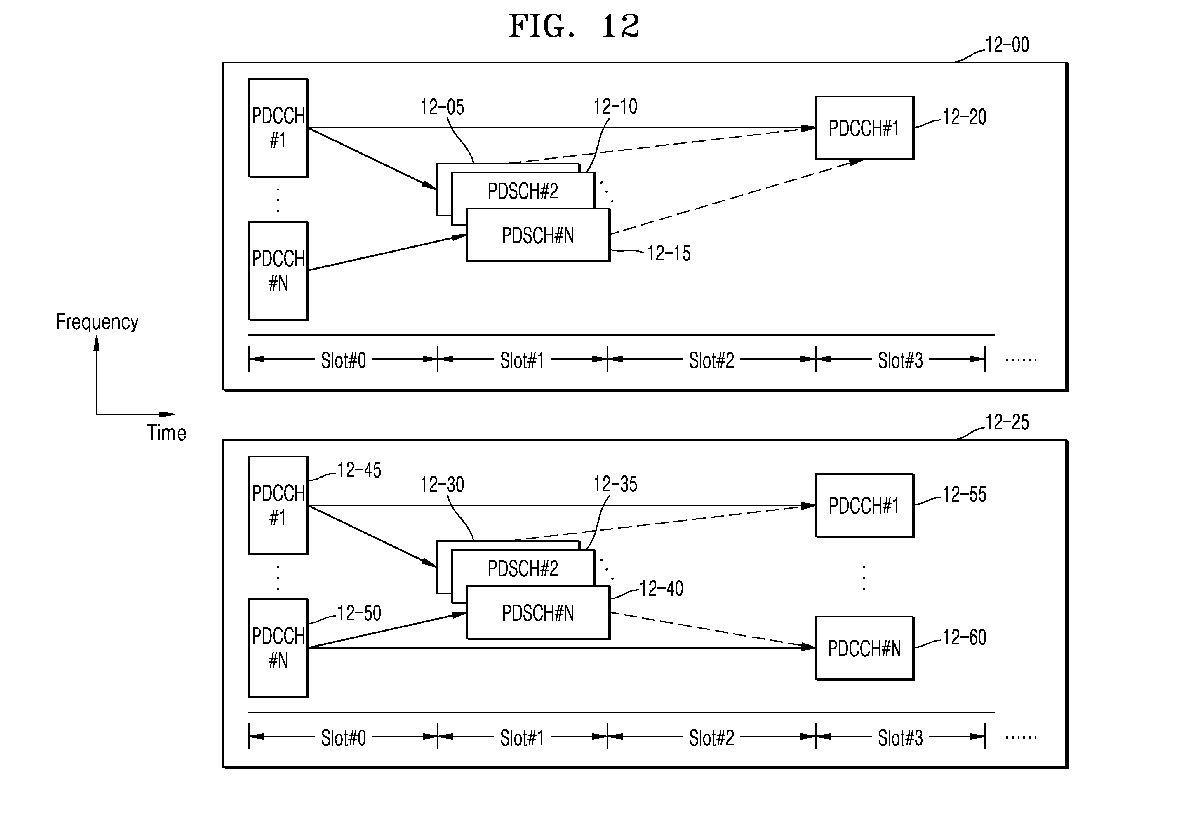 FIG. 12
12-00
PDCCH
#1
12-05
12-10
PDCCH#1
12-20
PDSCH#2
PDSCH#N
12-15
PDCCH
#N
Slot#0
Slot#1
Slot#2
Slot#3
Frequency
Time
12-25
PDCCH
#1
12-45
12-30
12-35
PDCCH#1
12-55
PDSCH#2
PDSCH#N
12-40
PDCCH
#N
12-50
PDCCH#N
12-60
Slot#0
Slot#1
Slot#2
Slot#3